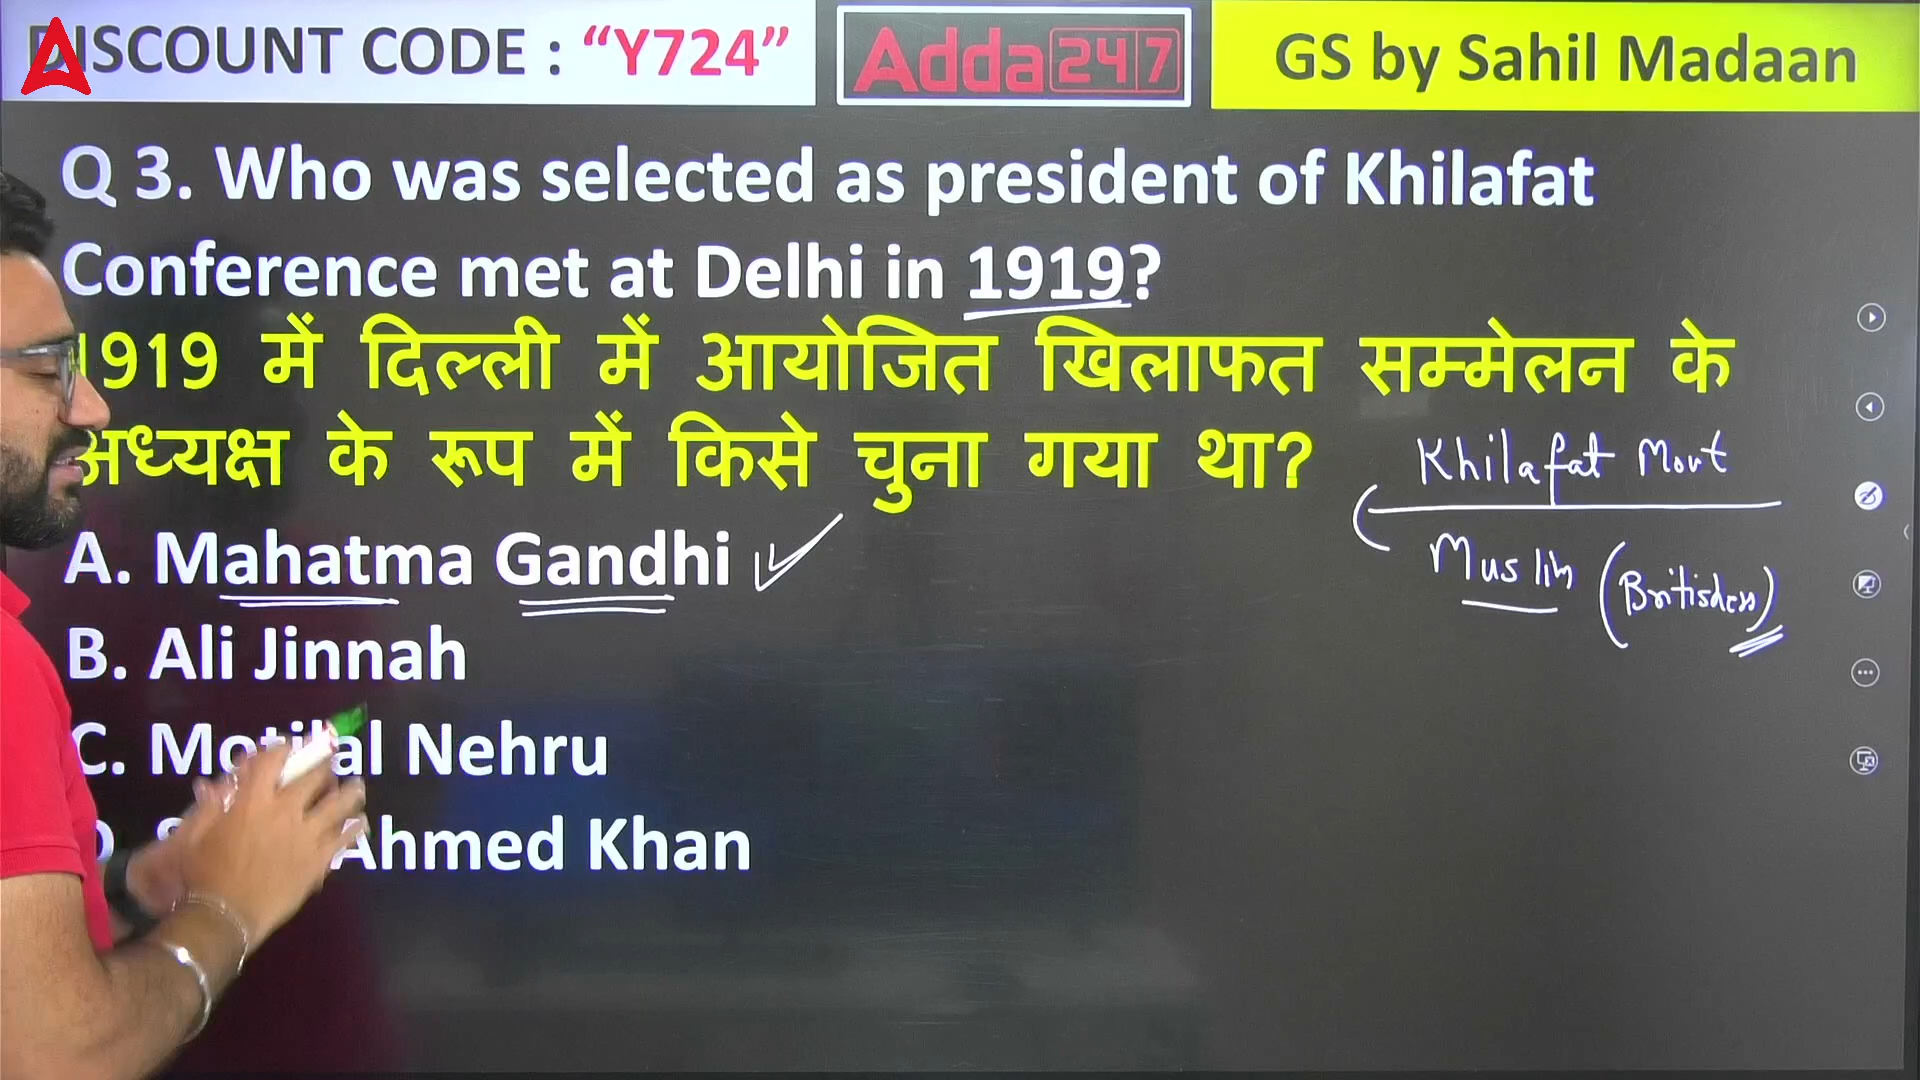 DISCOUNT CODE : “Y724”
Adda247
GS by Sahil Madaan
Q 3. Who was selected as president of Khilafat
Conference met at Delhi in 1919?
1919 में दिल्ली में आयोजित खिलाफत सम्मेलन के
अध्यक्ष के रूप में किसे चुना गया था?
Khilafat Movt
A. Mahatma Gandhi
Muslim
B. Ali Jinnah
C. Motilal Nehru
Ahmed Khan